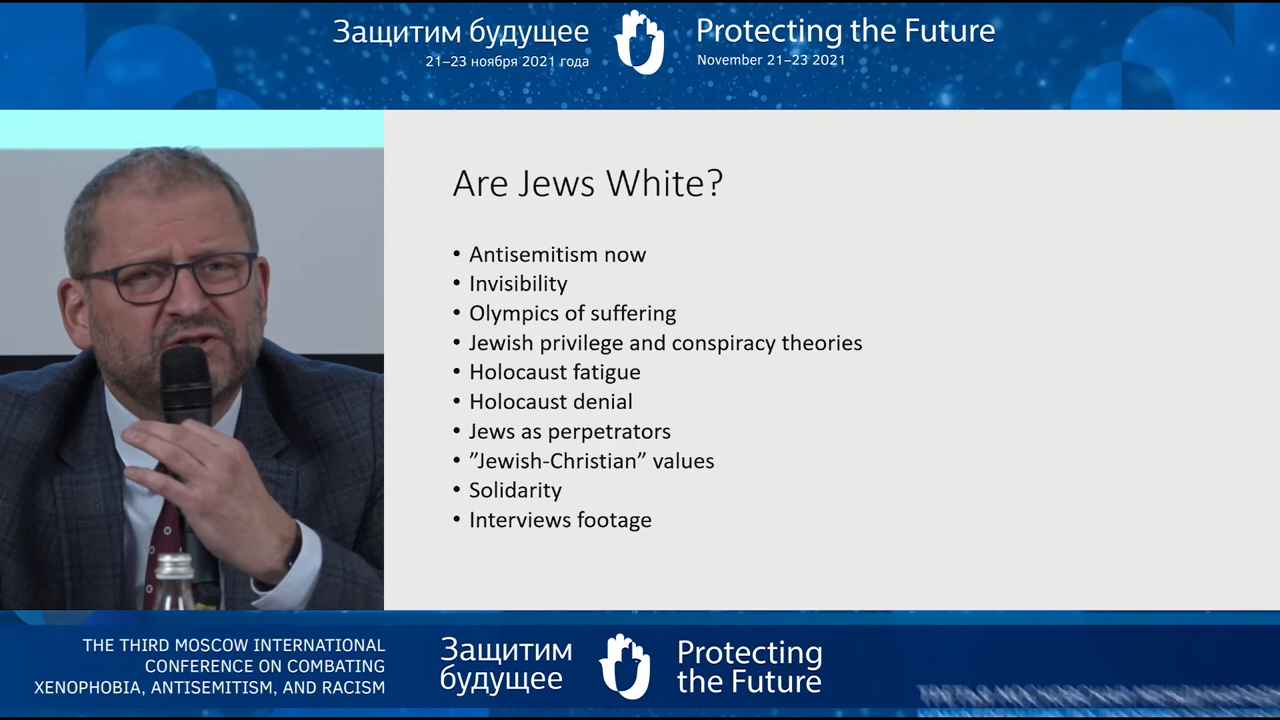 Защитим будущее
21–23 ноября 2021 года
Protecting the Future
November 21–23 2021
Are Jews White?
• Antisemitism now
• Invisibility
• Olympics of suffering
• Jewish privilege and conspiracy theories
• Holocaust fatigue
• Holocaust denial
• Jews as perpetrators
• ”Jewish-Christian” values
• Solidarity
• Interviews footage
THE THIRD MOSCOW INTERNATIONAL
CONFERENCE ON COMBATING
XENOPHOBIA, ANTISEMITISM, AND RACISM
Защитим
будущее
Protecting
the Future